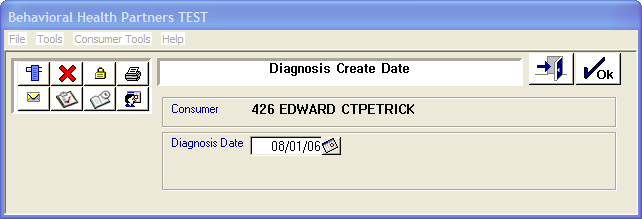 Behavioral Health Partners TEST
File Tools Consumer Tools Help
Diagnosis Create Date
Ok
Consumer 426 EDWARD CTPETRICK
Diagnosis Date 08/01/06